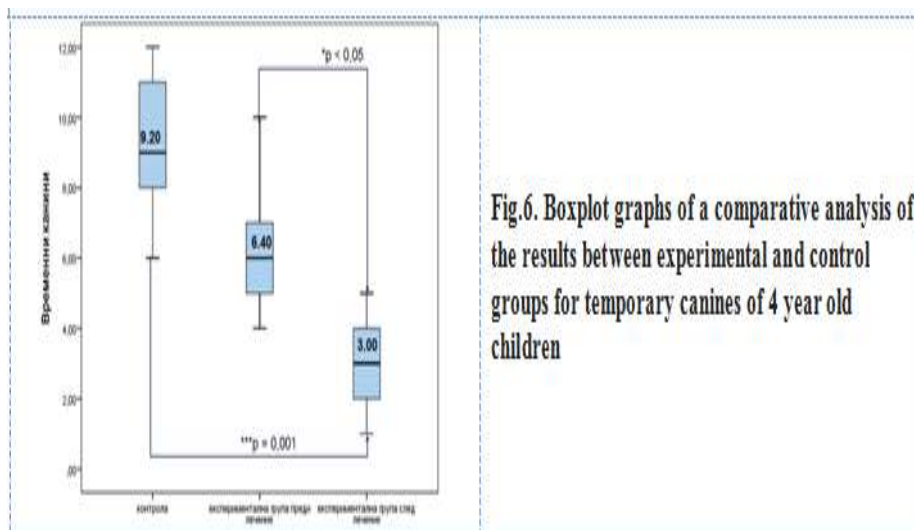 12,00
*p < 0,05
10,00
9.20
8,00
6.40
6,00
4,00
3.00
2,00
***p = 0,001
,00
Временни канини
контрола
експериментална група преди лечение
експериментална група след лечение
Fig.6. Boxplot graphs of a comparative analysis of
the results between experimental and control
groups for temporary canines of 4 year old
children